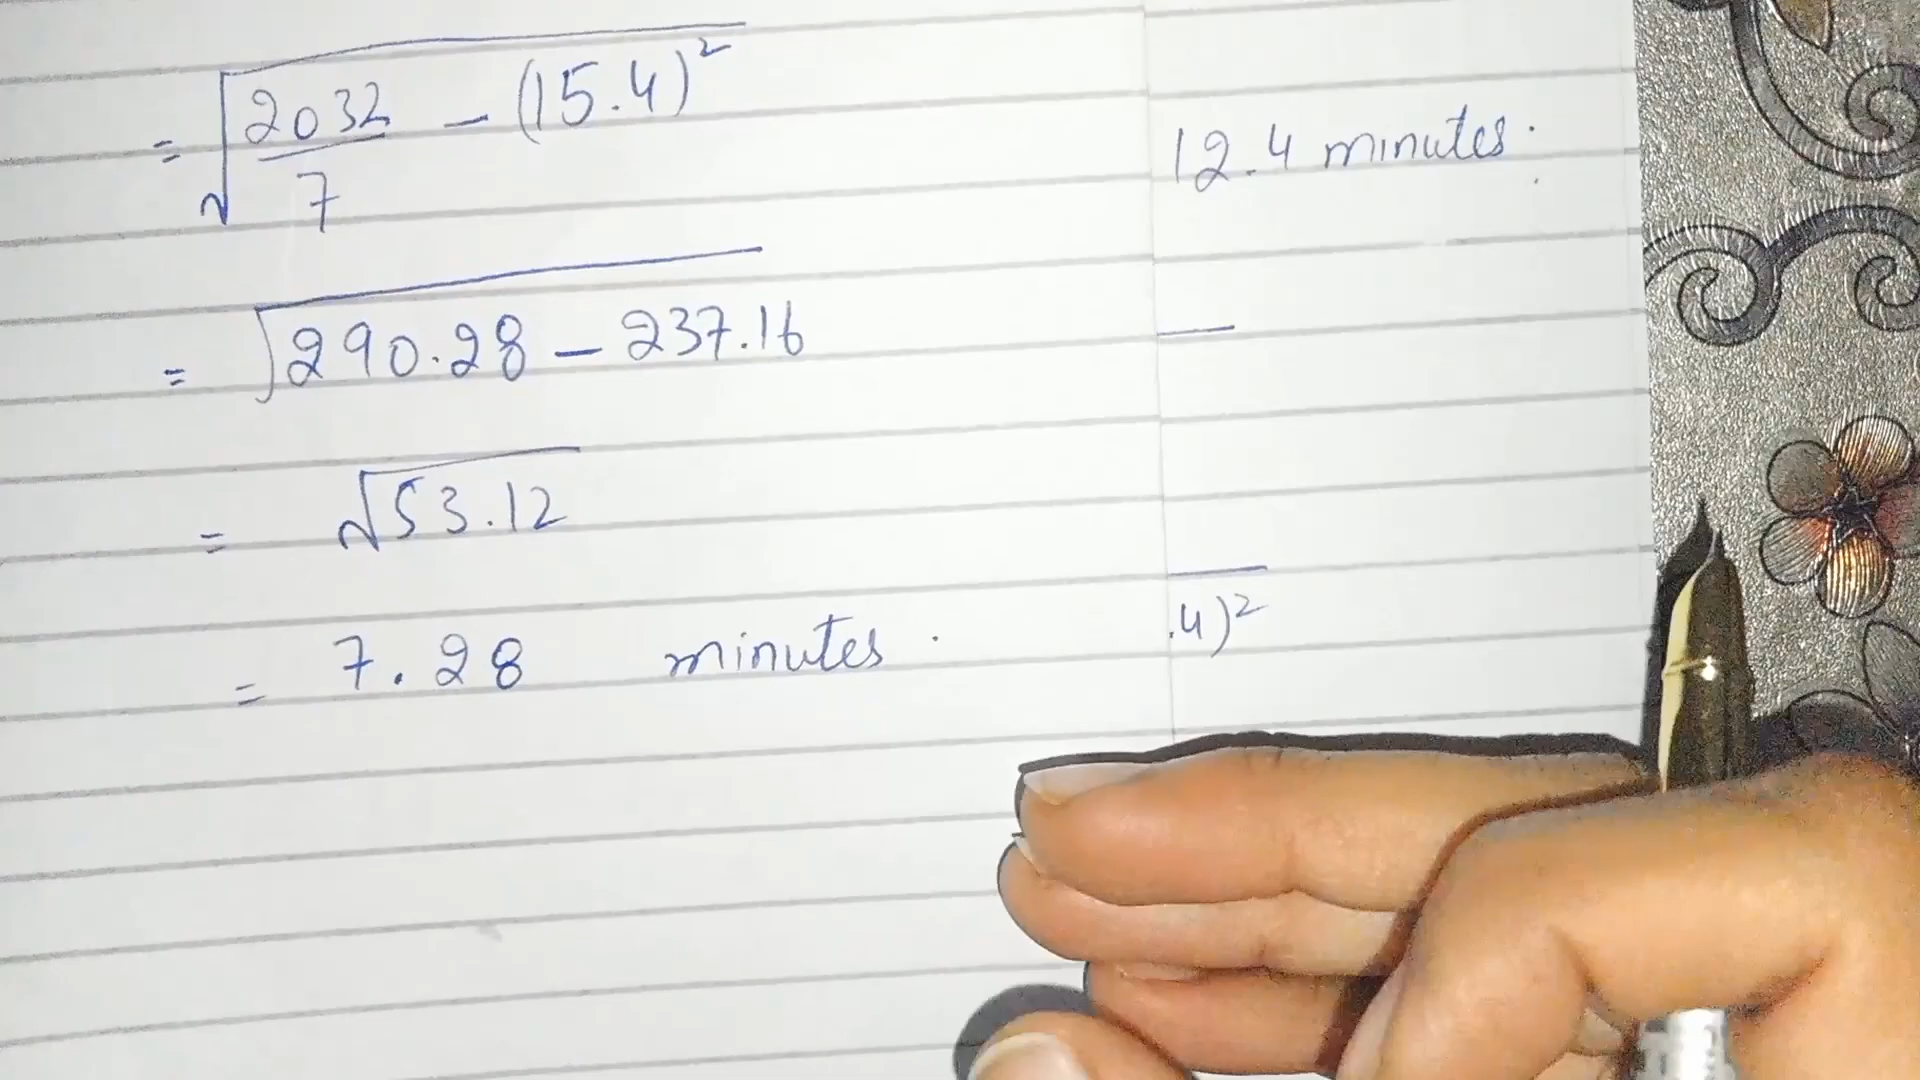 = √(2032/7 - (15.4)²)
= √(290.28 - 237.16)
= √53.12
= 7.28 minutes.
12.4 minutes.
.4)²